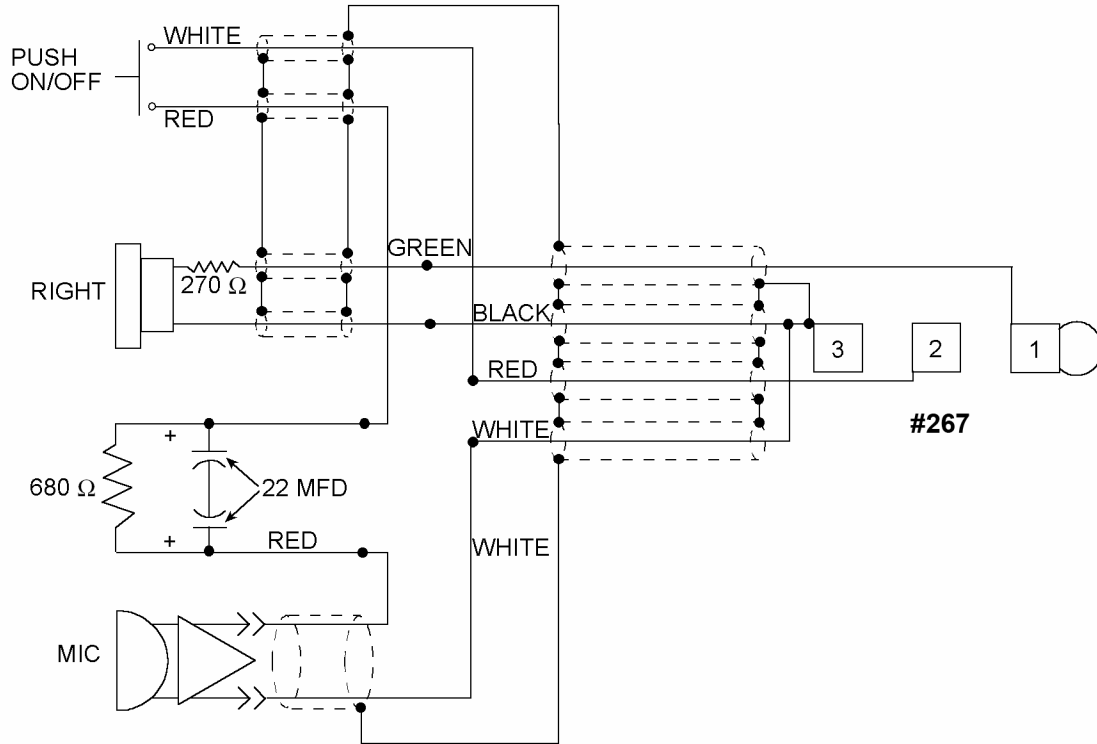 PUSH
ON/OFF
WHITE
RED
GREEN
RIGHT
270 Ω
BLACK
3
2
1
RED
#267
WHITE
+
680 Ω
22 MFD
+
RED
WHITE
MIC